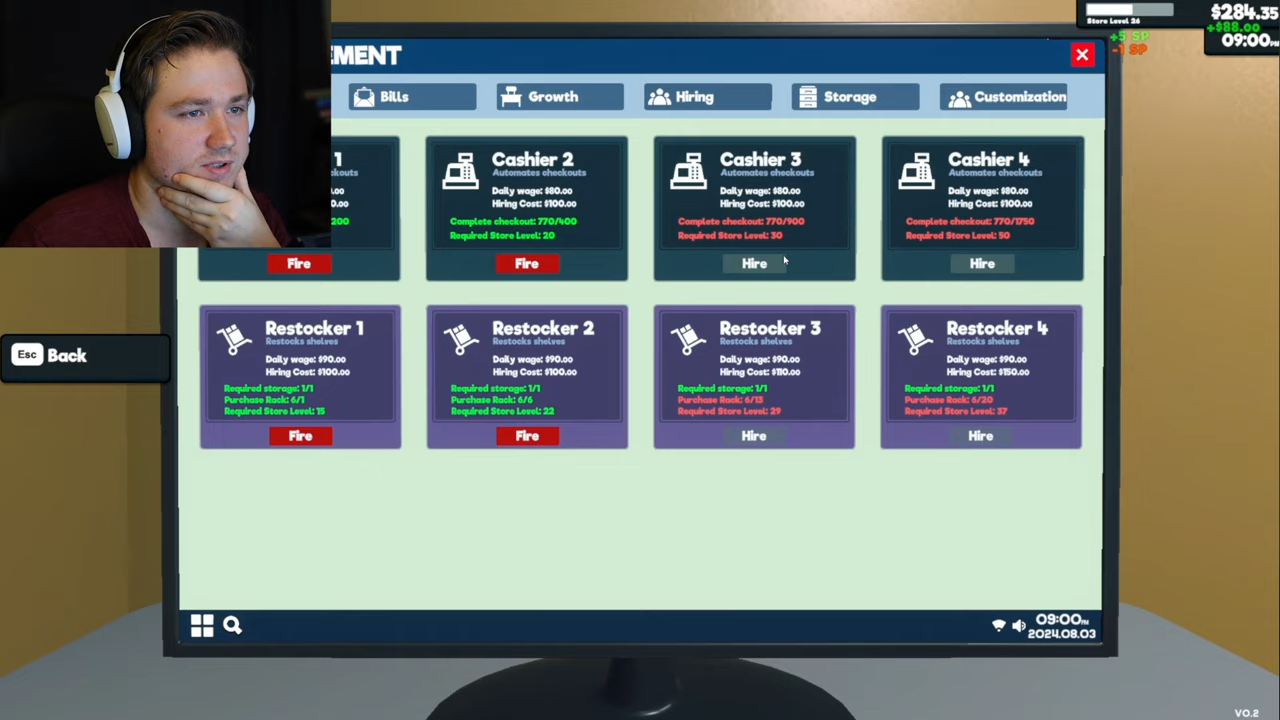 $284.35
Store Level 26
+$88.00
+5 SP
-1 SP
09:00PM
EMENT
Bills
Growth
Hiring
Storage
Customization
1
Cashier 2
Automates checkouts
Daily wage: $80.00
Hiring Cost: $100.00
Complete checkout: 770/400
Required Store Level: 20
Fire
Fire
Cashier 3
Automates checkouts
Daily wage: $80.00
Hiring Cost: $100.00
Complete checkout: 770/900
Required Store Level: 30
Hire
Cashier 4
Automates checkouts
Daily wage: $80.00
Hiring Cost: $100.00
Complete checkout: 770/1750
Required Store Level: 50
Hire
Restocker 1
Restocks shelves
Daily wage: $90.00
Hiring Cost: $100.00
Required storage: 1/1
Purchase Rack: 6/1
Required Store Level: 15
Fire
Restocker 2
Restocks shelves
Daily wage: $90.00
Hiring Cost: $100.00
Required storage: 1/1
Purchase Rack: 6/6
Required Store Level: 22
Fire
Restocker 3
Restocks shelves
Daily wage: $90.00
Hiring Cost: $110.00
Required storage: 1/1
Purchase Rack: 6/13
Required Store Level: 29
Hire
Restocker 4
Restocks shelves
Daily wage: $90.00
Hiring Cost: $150.00
Required storage: 1/1
Purchase Rack: 6/20
Required Store Level: 37
Hire
Esc Back
09:00PM
2024.08.03
V0.2